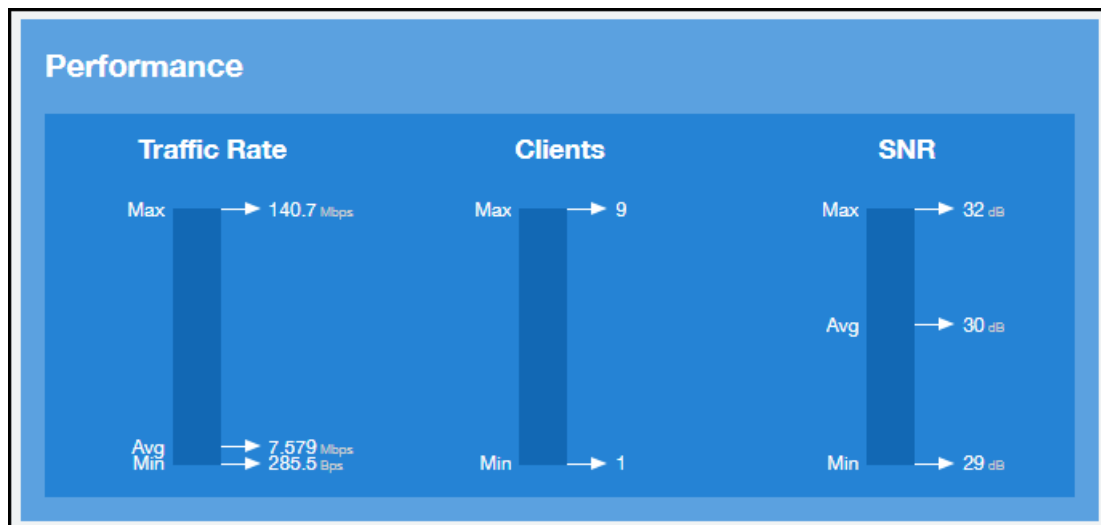 Performance
Traffic Rate Clients SNR
Max 140.7 Mbps Max 9 Max 32 dB
Avg 30 dB
Avg 7.579 Mbps
Min 285.5 Bps Min 1 Min 29 dB